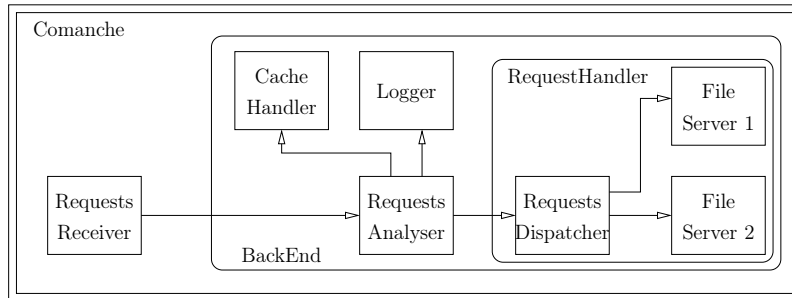 Comanche
Cache
Handler
Logger
RequestHandler
File
Server 1
Requests
Receiver
Requests
Analyser
Requests
Dispatcher
File
Server 2
BackEnd